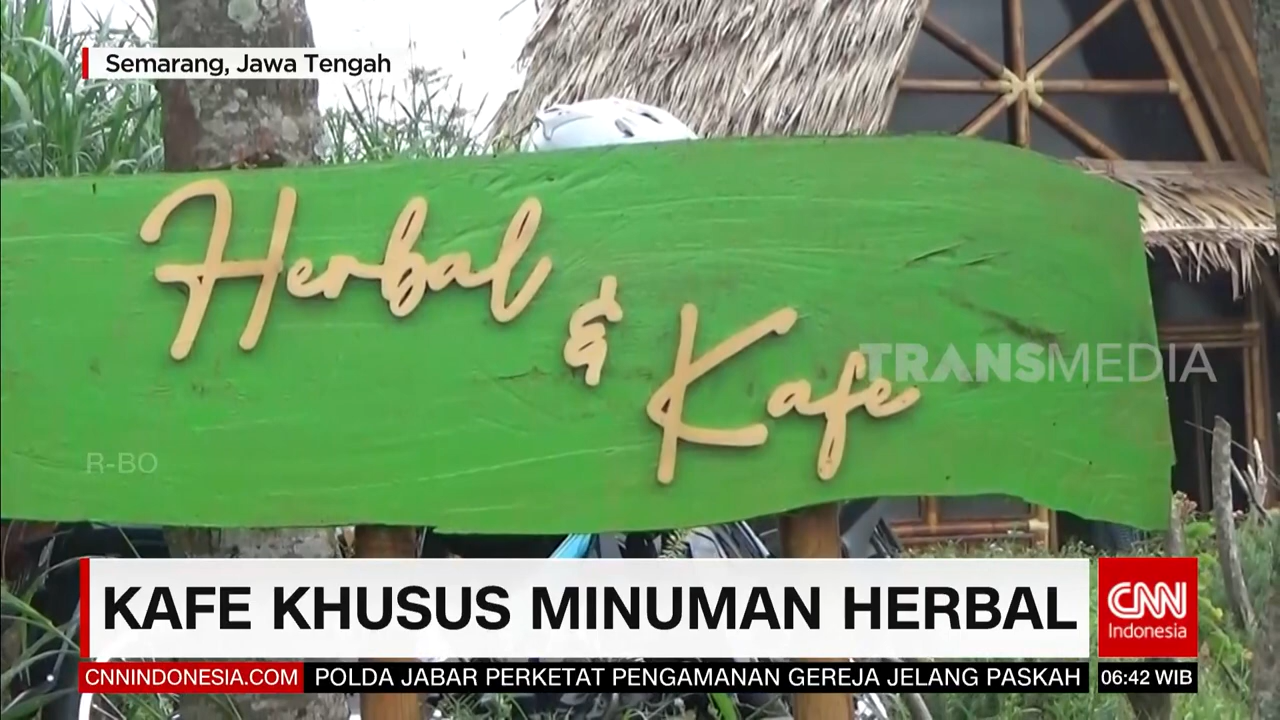 Semarang, Jawa Tengah
Herbal
&
Kafe
TRANSMEDIA
R-BO
KAFE KHUSUS MINUMAN HERBAL
CNN
Indonesia
CNNINDONESIA.COM
POLDA JABAR PERKETAT PENGAMANAN GEREJA JELANG PASKAH
06:42 WIB